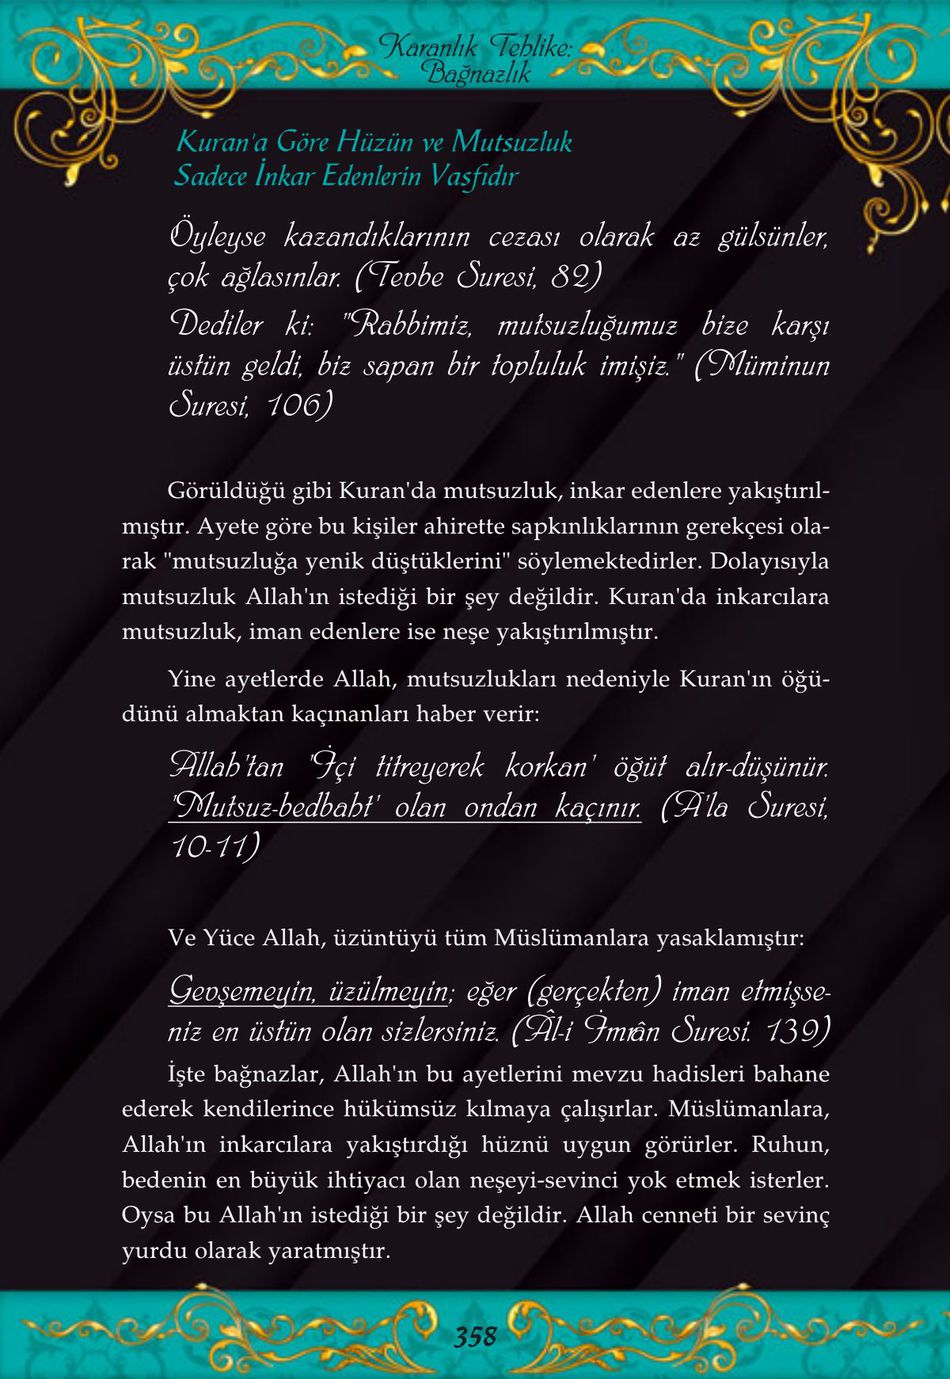 Karanlık Tehlike:
Bağnazlık
Kuran'a Göre Hüzün ve Mutsuzluk
Sadece İnkar Edenlerin Vasfıdır
Öyleyse kazandıklarının cezası olarak az gülsünler,
çok ağlasınlar. (Tevbe Suresi, 82)
Dediler ki: "Rabbimiz, mutsuzluğumuz bize karşı
üstün geldi, biz sapan bir topluluk imişiz." (Müminun
Suresi, 106)
Görüldüğü gibi Kuran'da mutsuzluk, inkar edenlere yakıştırıl-
mıştır. Ayete göre bu kişiler ahirette sapkınlıklarının gerekçesi ola-
rak "mutsuzluğa yenik düştüklerini" söylemektedirler. Dolayısıyla
mutsuzluk Allah'ın istediği bir şey değildir. Kuran'da inkarcılara
mutsuzluk, iman edenlere ise neşe yakıştırılmıştır.
Yine ayetlerde Allah, mutsuzlukları nedeniyle Kuran'ın öğü-
dünü almaktan kaçınanları haber verir:
Allah'tan 'İçi titreyerek korkan' öğüt alır-düşünür.
'Mutsuz-bedbaht' olan ondan kaçınır. (A'la Suresi,
10-11)
Ve Yüce Allah, üzüntüyü tüm Müslümanlara yasaklamıştır:
Gevşemeyin, üzülmeyin; eğer (gerçekten) iman etmişse-
niz en üstün olan sizlersiniz. (Âl-i İmrân Suresi. 139)
İşte bağnazlar, Allah'ın bu ayetlerini mevzu hadisleri bahane
ederek kendilerince hükümsüz kılmaya çalışırlar. Müslümanlara,
Allah'ın inkarcılara yakıştırdığı hüznü uygun görürler. Ruhun,
bedenin en büyük ihtiyacı olan neşeyi-sevinci yok etmek isterler.
Oysa bu Allah'ın istediği bir şey değildir. Allah cenneti bir sevinç
yurdu olarak yaratmıştır.
358